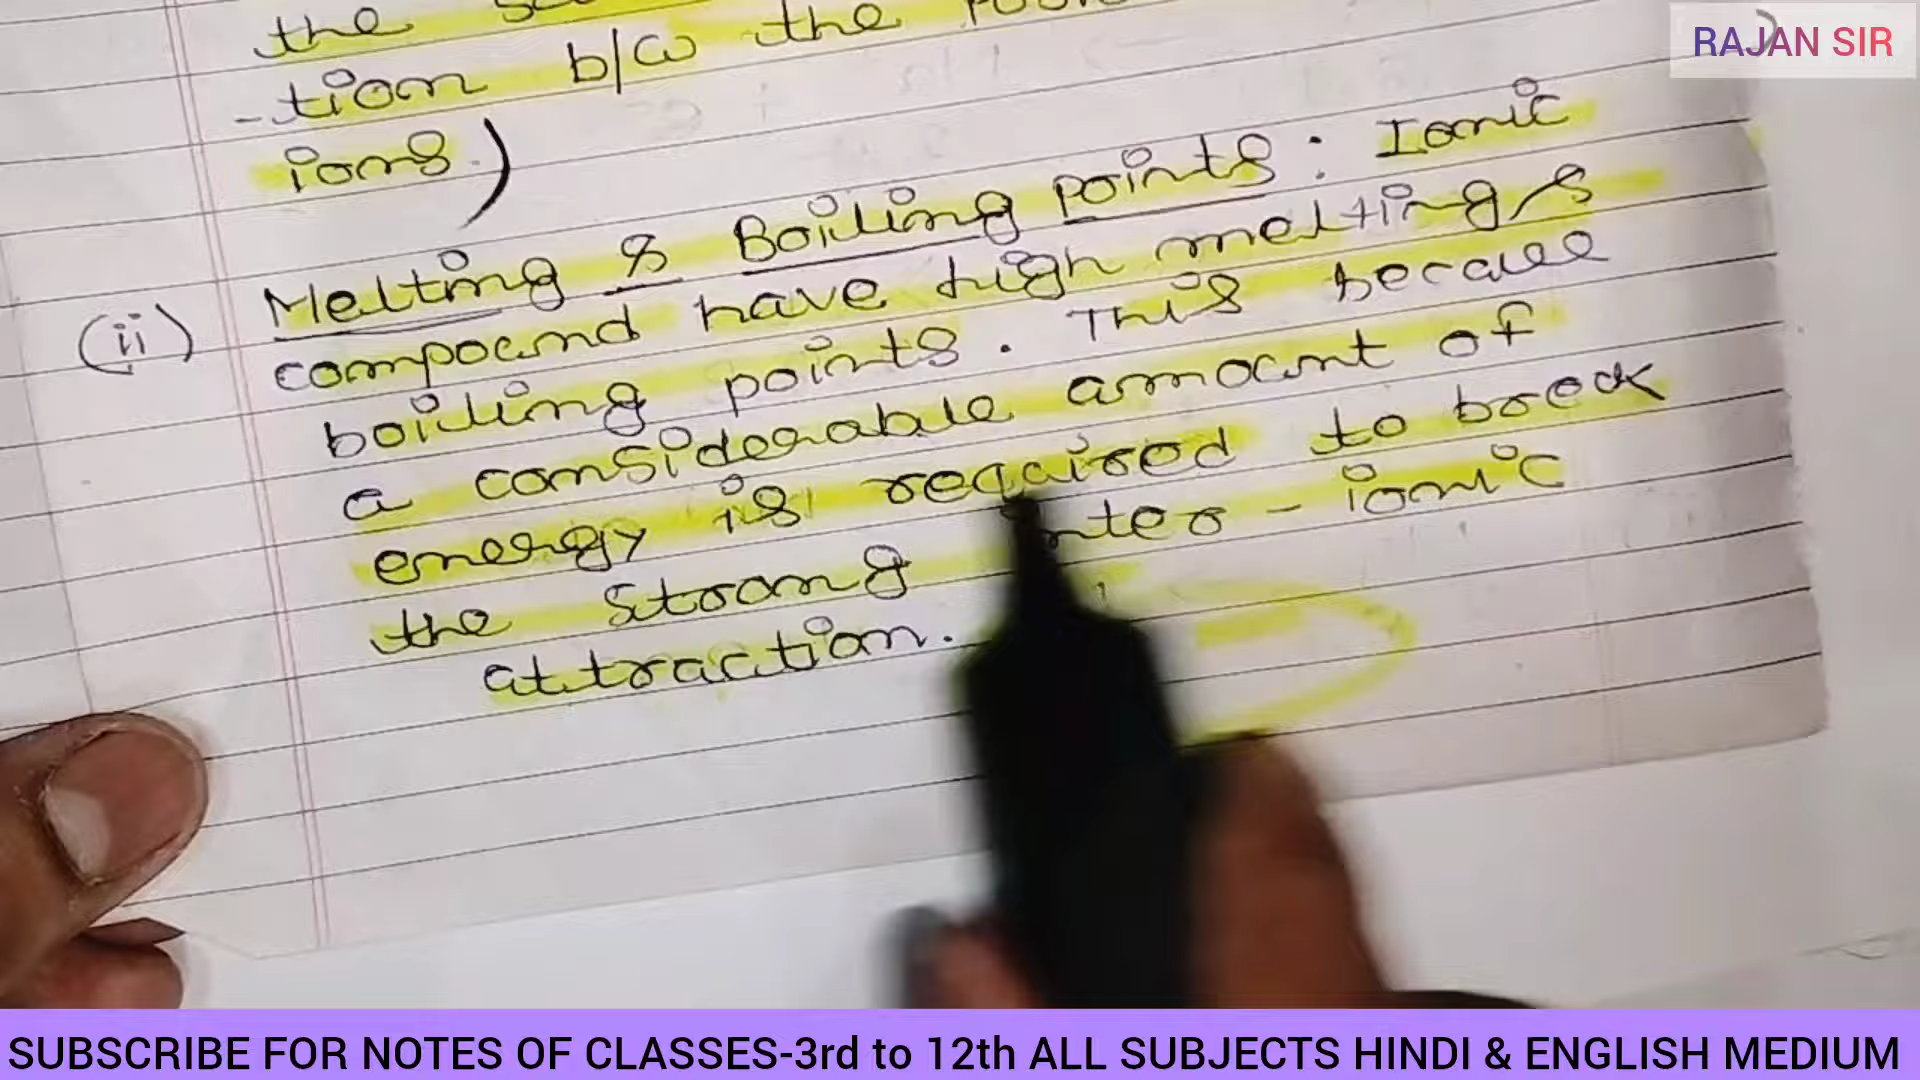 RAJAN SIR
the
-tion b/w the
ions.)
(ii) Melting & Boiling points : Ionic
compound have high melting &
boiling points. This because
a considerable amount of
energy is required to break
the strong inter - ionic
attraction.
SUBSCRIBE FOR NOTES OF CLASSES-3rd to 12th ALL SUBJECTS HINDI & ENGLISH MEDIUM